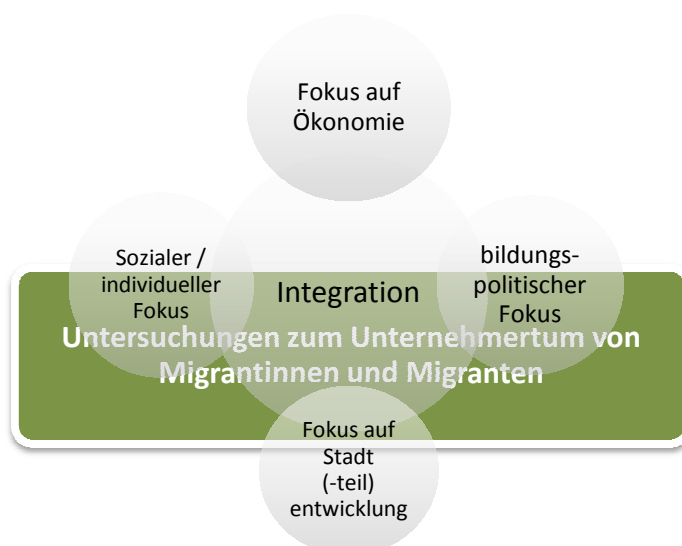 Fokus auf
Ökonomie
Sozialer /
individueller
Fokus
Integration
bildungs-
politischer
Fokus
Untersuchungen zum Unternehmertum von
Migrantinnen und Migranten
Fokus auf
Stadt
(-teil)
entwicklung